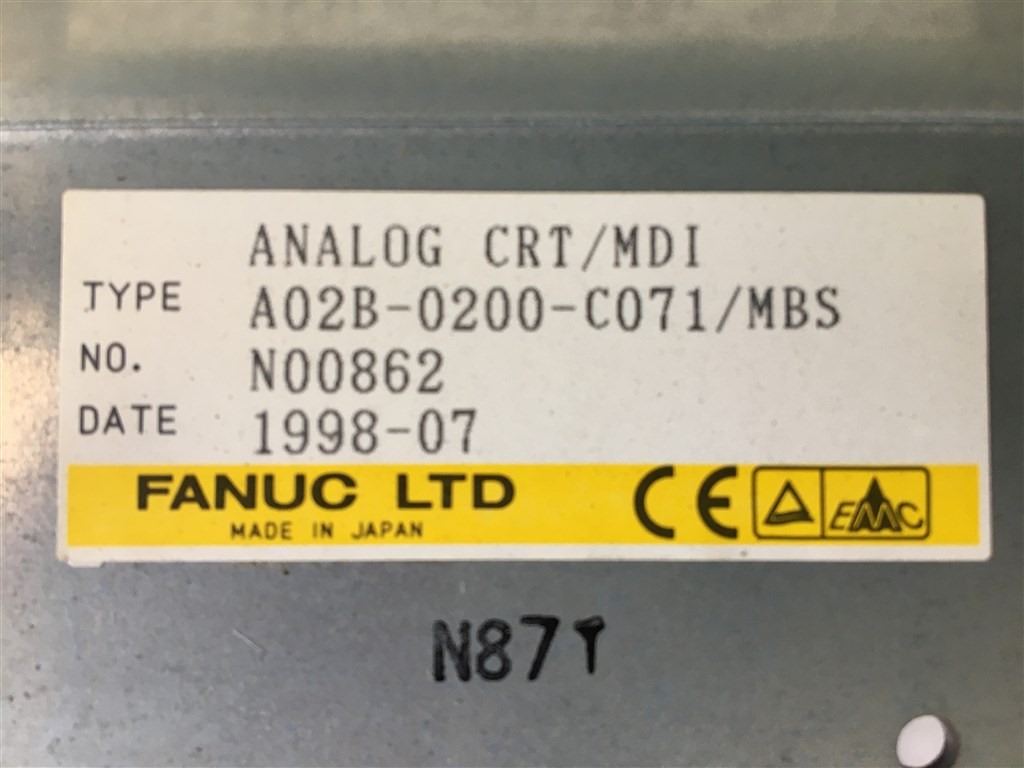 ANALOG CRT/MDI
TYPE A02B-0200-C071/MBS
NO. N00862
DATE 1998-07
FANUC LTD CE EMC
MADE IN JAPAN
N87T